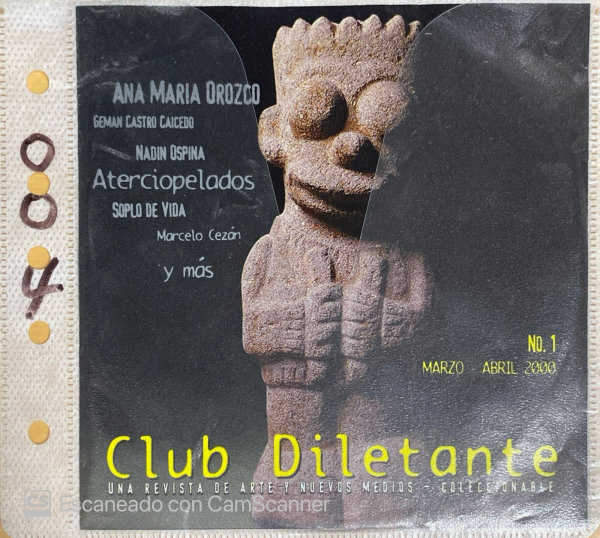 004
ANA MARIA OROZCO
GEMAN CASTRO CAICEDO
NADIN OSPINA
Aterciopelados
SOPLO DE VIDA
Marcelo Cezán
y más
NO. 1
MARZO ABRIL 2000
Club Diletante
UNA REVISTA DE ARTE Y NUEVOS MEDIOS - COLECCIONABLE
Escaneado con CamScanner